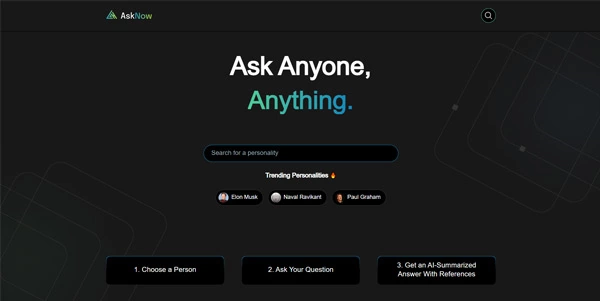 AskNow
Ask Anyone,
Anything.
Search for a personality
Trending Personalities 🔥
Elon Musk
Naval Ravikant
Paul Graham
1. Choose a Person
2. Ask Your Question
3. Get an AI-Summarized
Answer With References